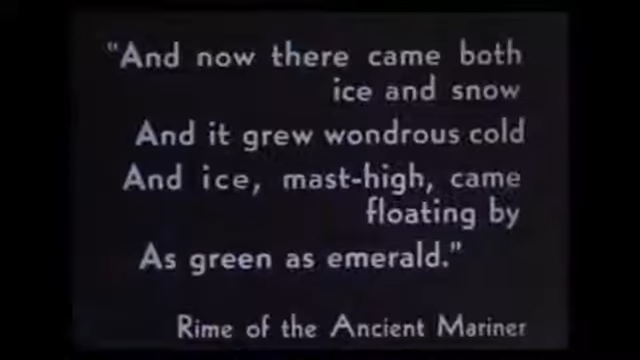 "And now there came both
ice and snow
And it grew wondrous cold
And ice, mast-high, came
floating by
As green as emerald."
Rime of the Ancient Mariner